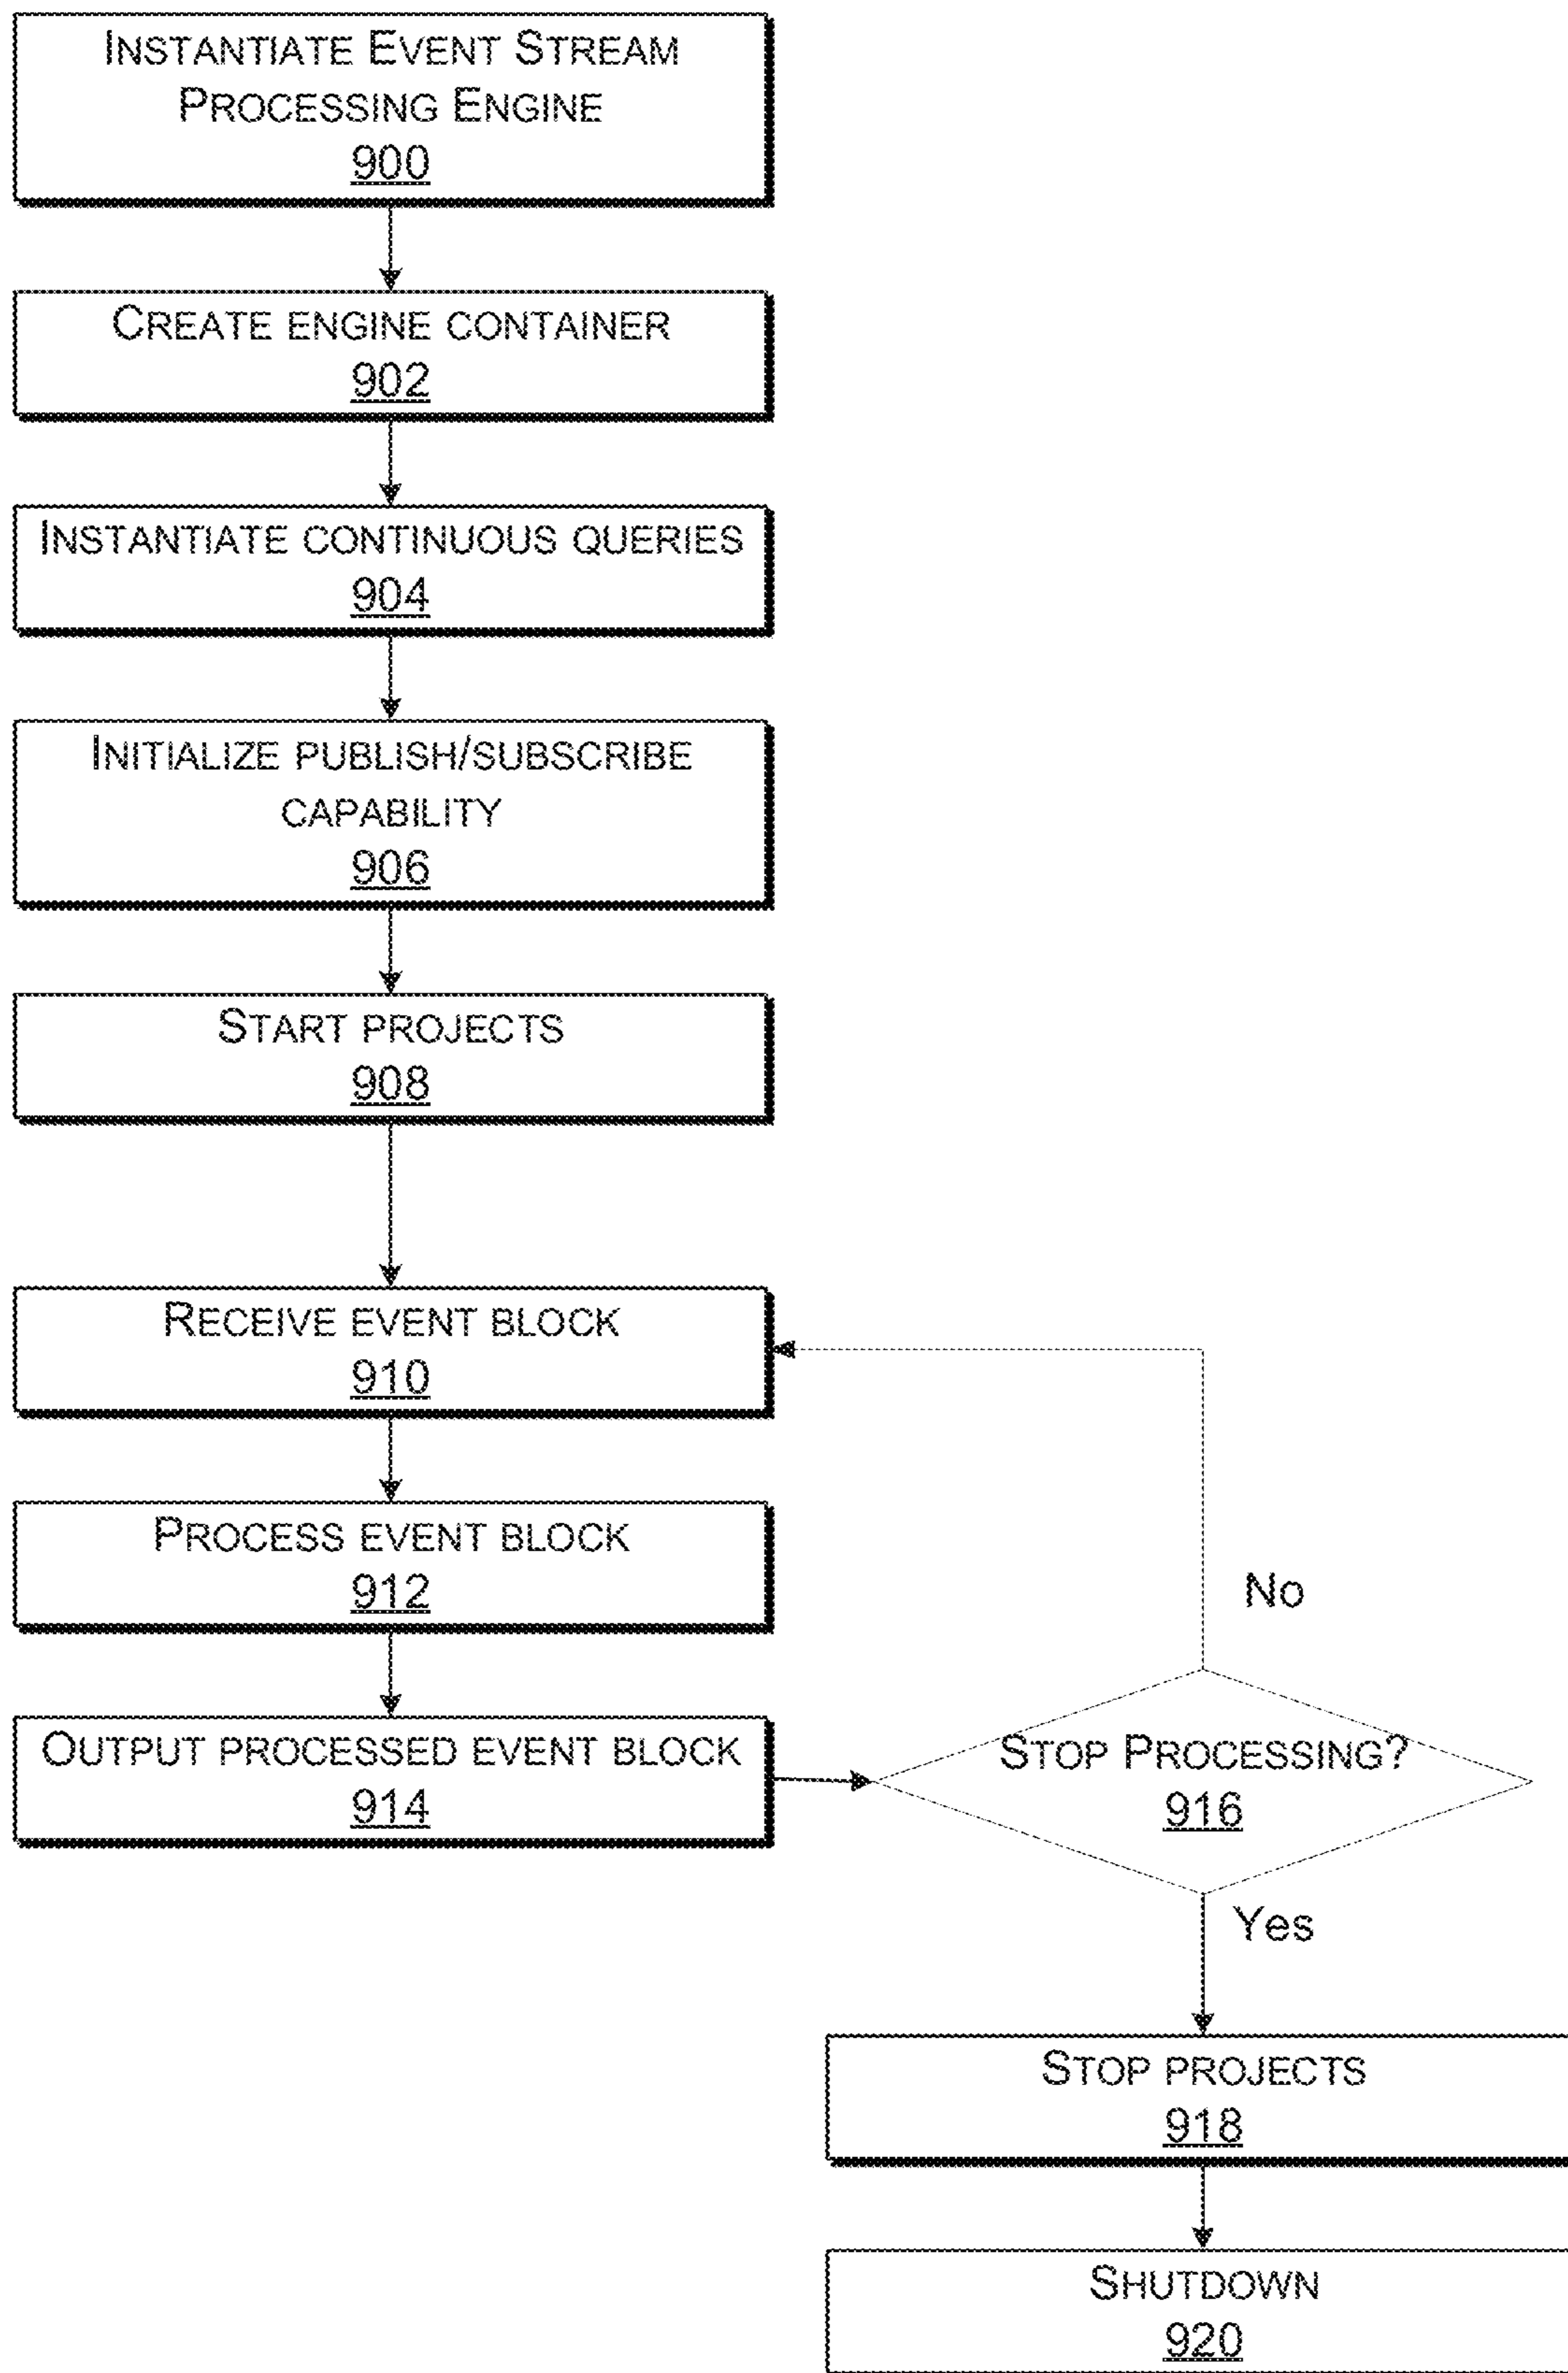 INSTANTIATE EVENT STREAM
PROCESSING ENGINE
900
CREATE ENGINE CONTAINER
902
INSTANTIATE CONTINUOUS QUERIES
904
INITIALIZE PUBLISH/SUBSCRIBE
CAPABILITY
906
START PROJECTS
908
RECEIVE EVENT BLOCK
910
PROCESS EVENT BLOCK
912
No
OUTPUT PROCESSED EVENT BLOCK
914
STOP PROCESSING?
916
Yes
STOP PROJECTS
918
SHUTDOWN
920